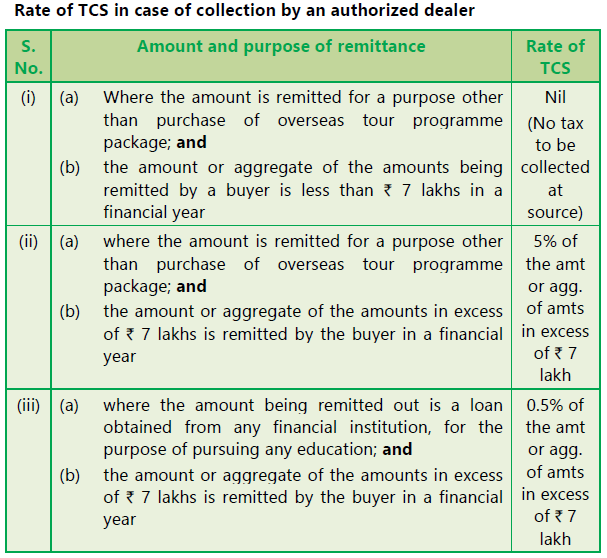 Rate of TCS in case of collection by an authorized dealer
S. No.
Amount and purpose of remittance
Rate of TCS
(i)
(a) Where the amount is remitted for a purpose other
than purchase of overseas tour programme
package; and
(b) the amount or aggregate of the amounts being
remitted by a buyer is less than ₹ 7 lakhs in a
financial year
Nil
(No tax
to be
collected
at
source)
(ii)
(a) where the amount is remitted for a purpose other
than purchase of overseas tour programme
package; and
(b) the amount or aggregate of the amounts in excess
of ₹ 7 lakhs is remitted by the buyer in a financial
year
5% of
the amt
or agg.
of amts
in excess
of ₹ 7
lakh
(iii)
(a) where the amount being remitted out is a loan
obtained from any financial institution, for the
purpose of pursuing any education; and
(b) the amount or aggregate of the amounts in excess
of ₹ 7 lakhs is remitted by the buyer in a financial
year
0.5% of
the amt
or agg.
of amts
in excess
of ₹ 7
lakh